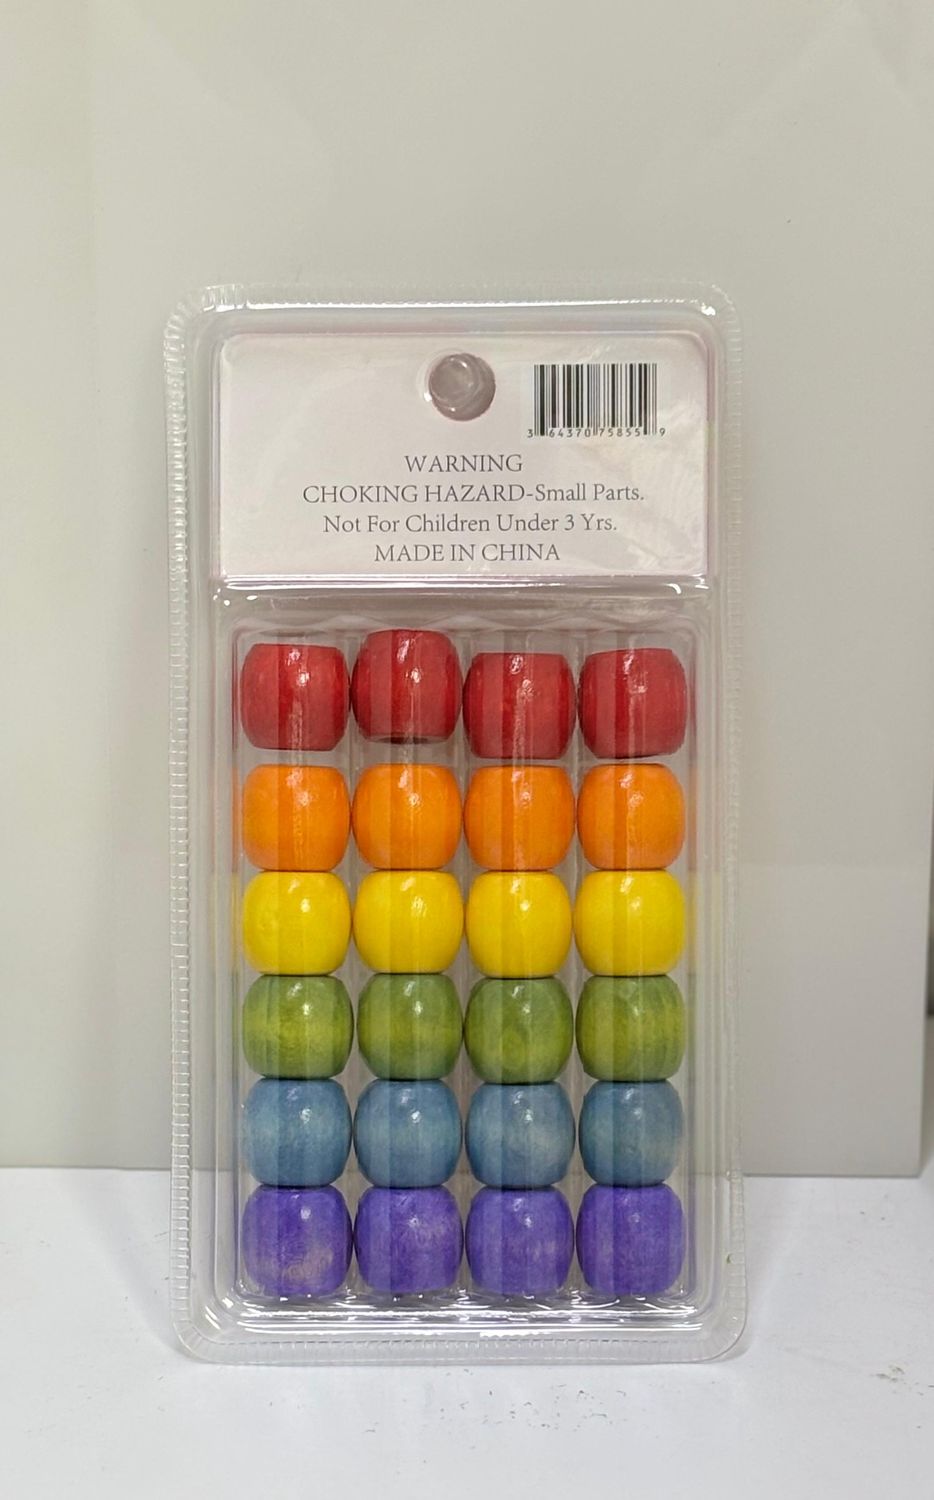 3 64370 75855 9
WARNING
CHOKING HAZARD-Small Parts.
Not For Children Under 3 Yrs.
MADE IN CHINA